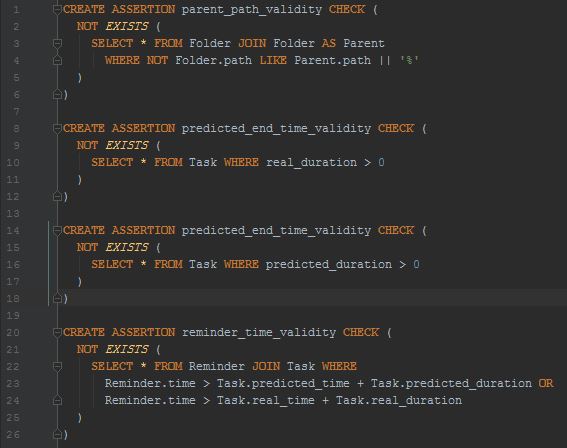 1 CREATE ASSERTION parent_path_validity CHECK (
2   NOT EXISTS (
3     SELECT * FROM Folder JOIN Folder AS Parent
4       WHERE NOT Folder.path LIKE Parent.path || '%'
5   )
6 )
7
8 CREATE ASSERTION predicted_end_time_validity CHECK (
9   NOT EXISTS (
10     SELECT * FROM Task WHERE real_duration > 0
11   )
12 )
13
14 CREATE ASSERTION predicted_end_time_validity CHECK (
15   NOT EXISTS (
16     SELECT * FROM Task WHERE predicted_duration > 0
17   )
18 )
19
20 CREATE ASSERTION reminder_time_validity CHECK (
21   NOT EXISTS (
22     SELECT * FROM Reminder JOIN Task WHERE
23       Reminder.time > Task.predicted_time + Task.predicted_duration OR
24       Reminder.time > Task.real_time + Task.real_duration
25   )
26 )